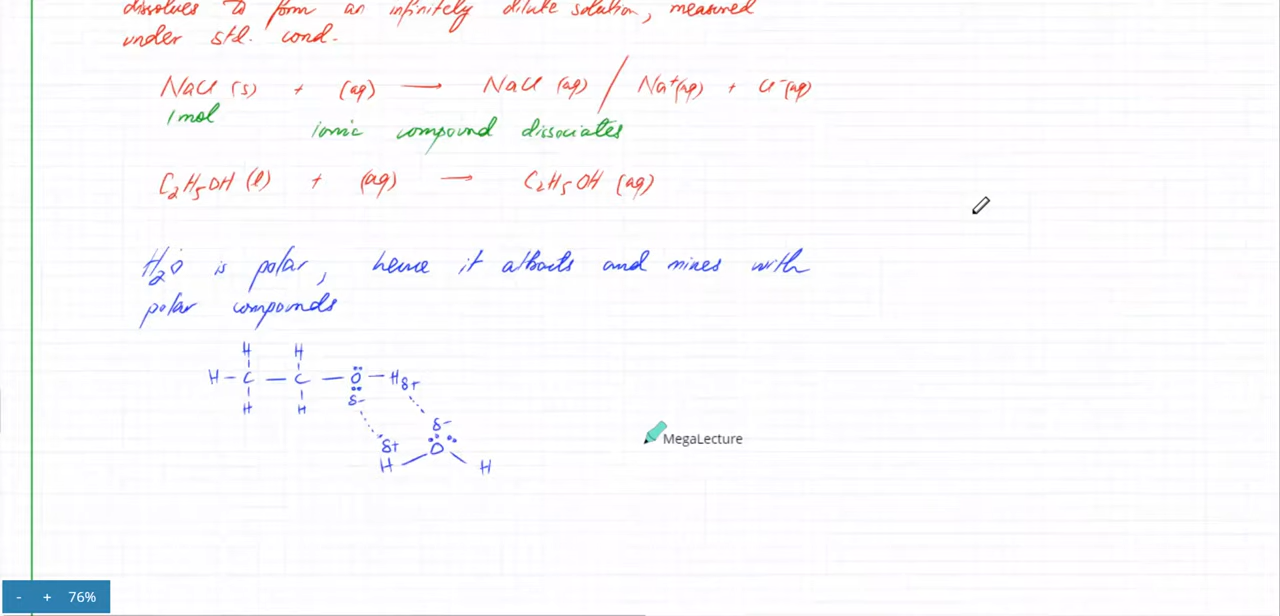 dissolves to form an infinitely dilute solution, measured
under std. cond.
NaCl (s) + (aq) → NaCl (aq) / Na⁺(aq) + Cl⁻(aq)
1 mol
ionic compound dissociates
C₂H₅OH (l) + (aq) → C₂H₅OH (aq)
H₂O is polar, hence it attracts and mixes with
polar compounds
H H
H – C – C – O – H δ+
H H δ-
δ-
δ+ O
H H
MegaLecture
- + 76%